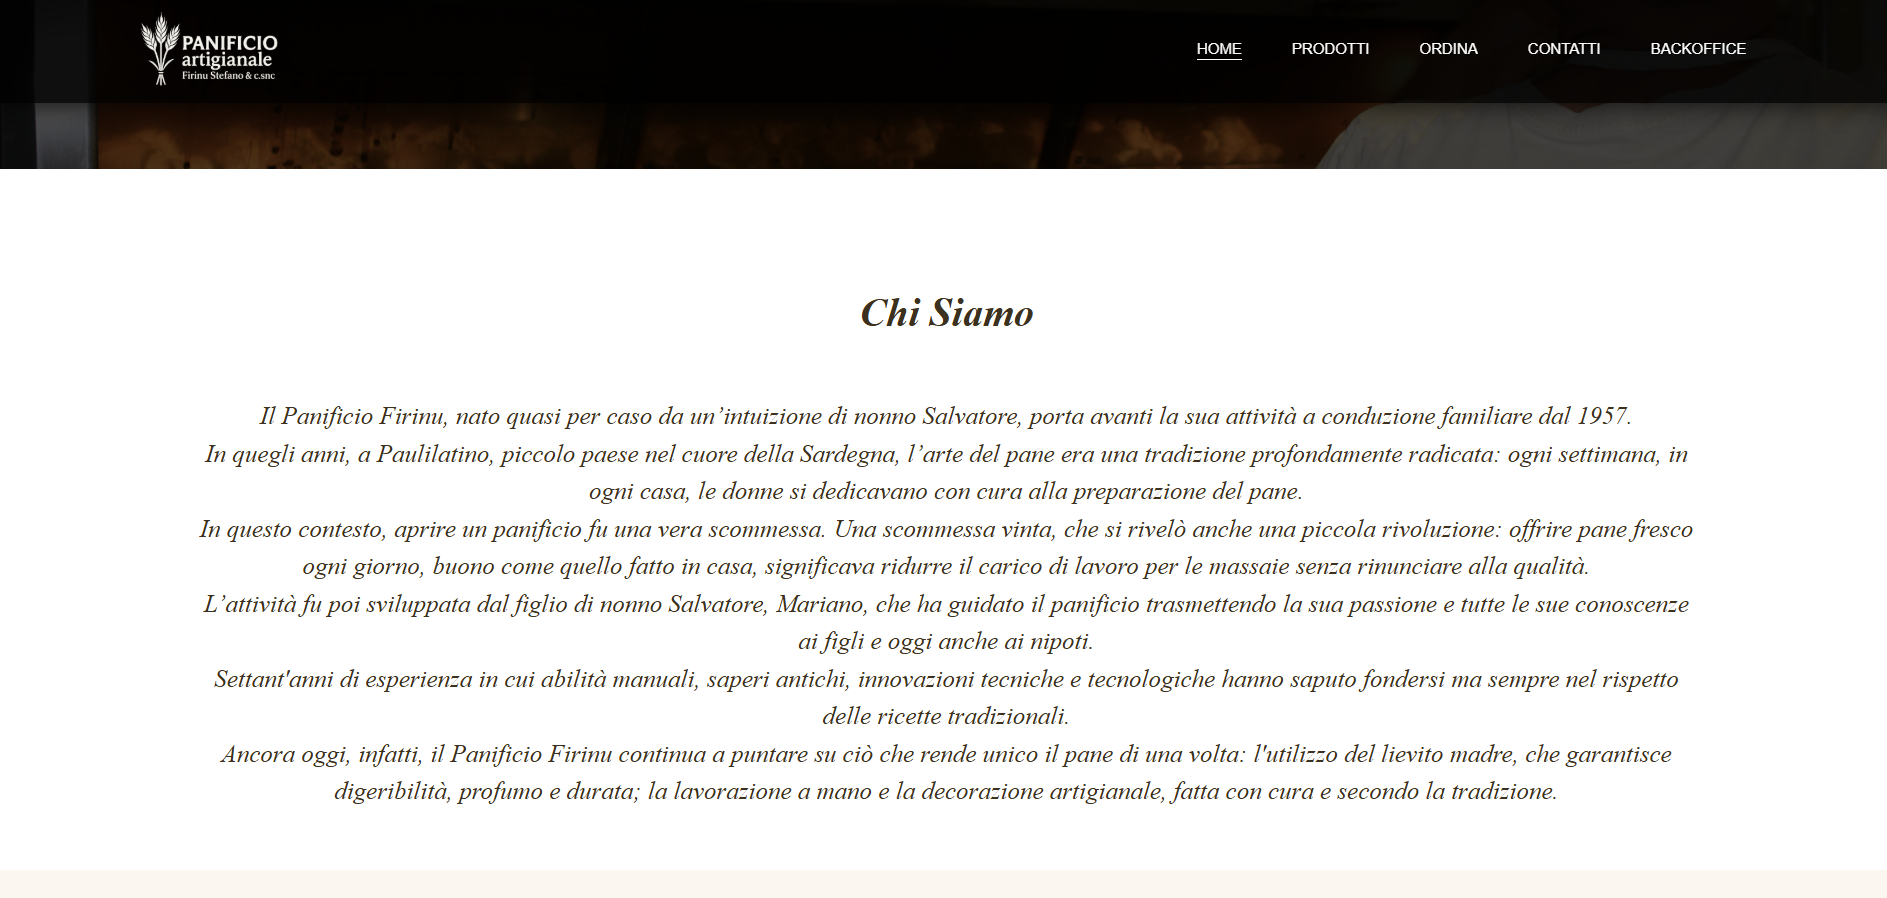 PANIFICIO
artigianale
Firinu Stefano & c.snc
HOME PRODOTTI ORDINA CONTATTI BACKOFFICE
Chi Siamo
Il Panificio Firinu, nato quasi per caso da un’intuizione di nonno Salvatore, porta avanti la sua attività a conduzione familiare dal 1957.
In quegli anni, a Paulilatino, piccolo paese nel cuore della Sardegna, l’arte del pane era una tradizione profondamente radicata: ogni settimana, in
ogni casa, le donne si dedicavano con cura alla preparazione del pane.
In questo contesto, aprire un panificio fu una vera scommessa. Una scommessa vinta, che si rivelò anche una piccola rivoluzione: offrire pane fresco
ogni giorno, buono come quello fatto in casa, significava ridurre il carico di lavoro per le massaie senza rinunciare alla qualità.
L’attività fu poi sviluppata dal figlio di nonno Salvatore, Mariano, che ha guidato il panificio trasmettendo la sua passione e tutte le sue conoscenze
ai figli e oggi anche ai nipoti.
Settant'anni di esperienza in cui abilità manuali, saperi antichi, innovazioni tecniche e tecnologiche hanno saputo fondersi ma sempre nel rispetto
delle ricette tradizionali.
Ancora oggi, infatti, il Panificio Firinu continua a puntare su ciò che rende unico il pane di una volta: l'utilizzo del lievito madre, che garantisce
digeribilità, profumo e durata; la lavorazione a mano e la decorazione artigianale, fatta con cura e secondo la tradizione.